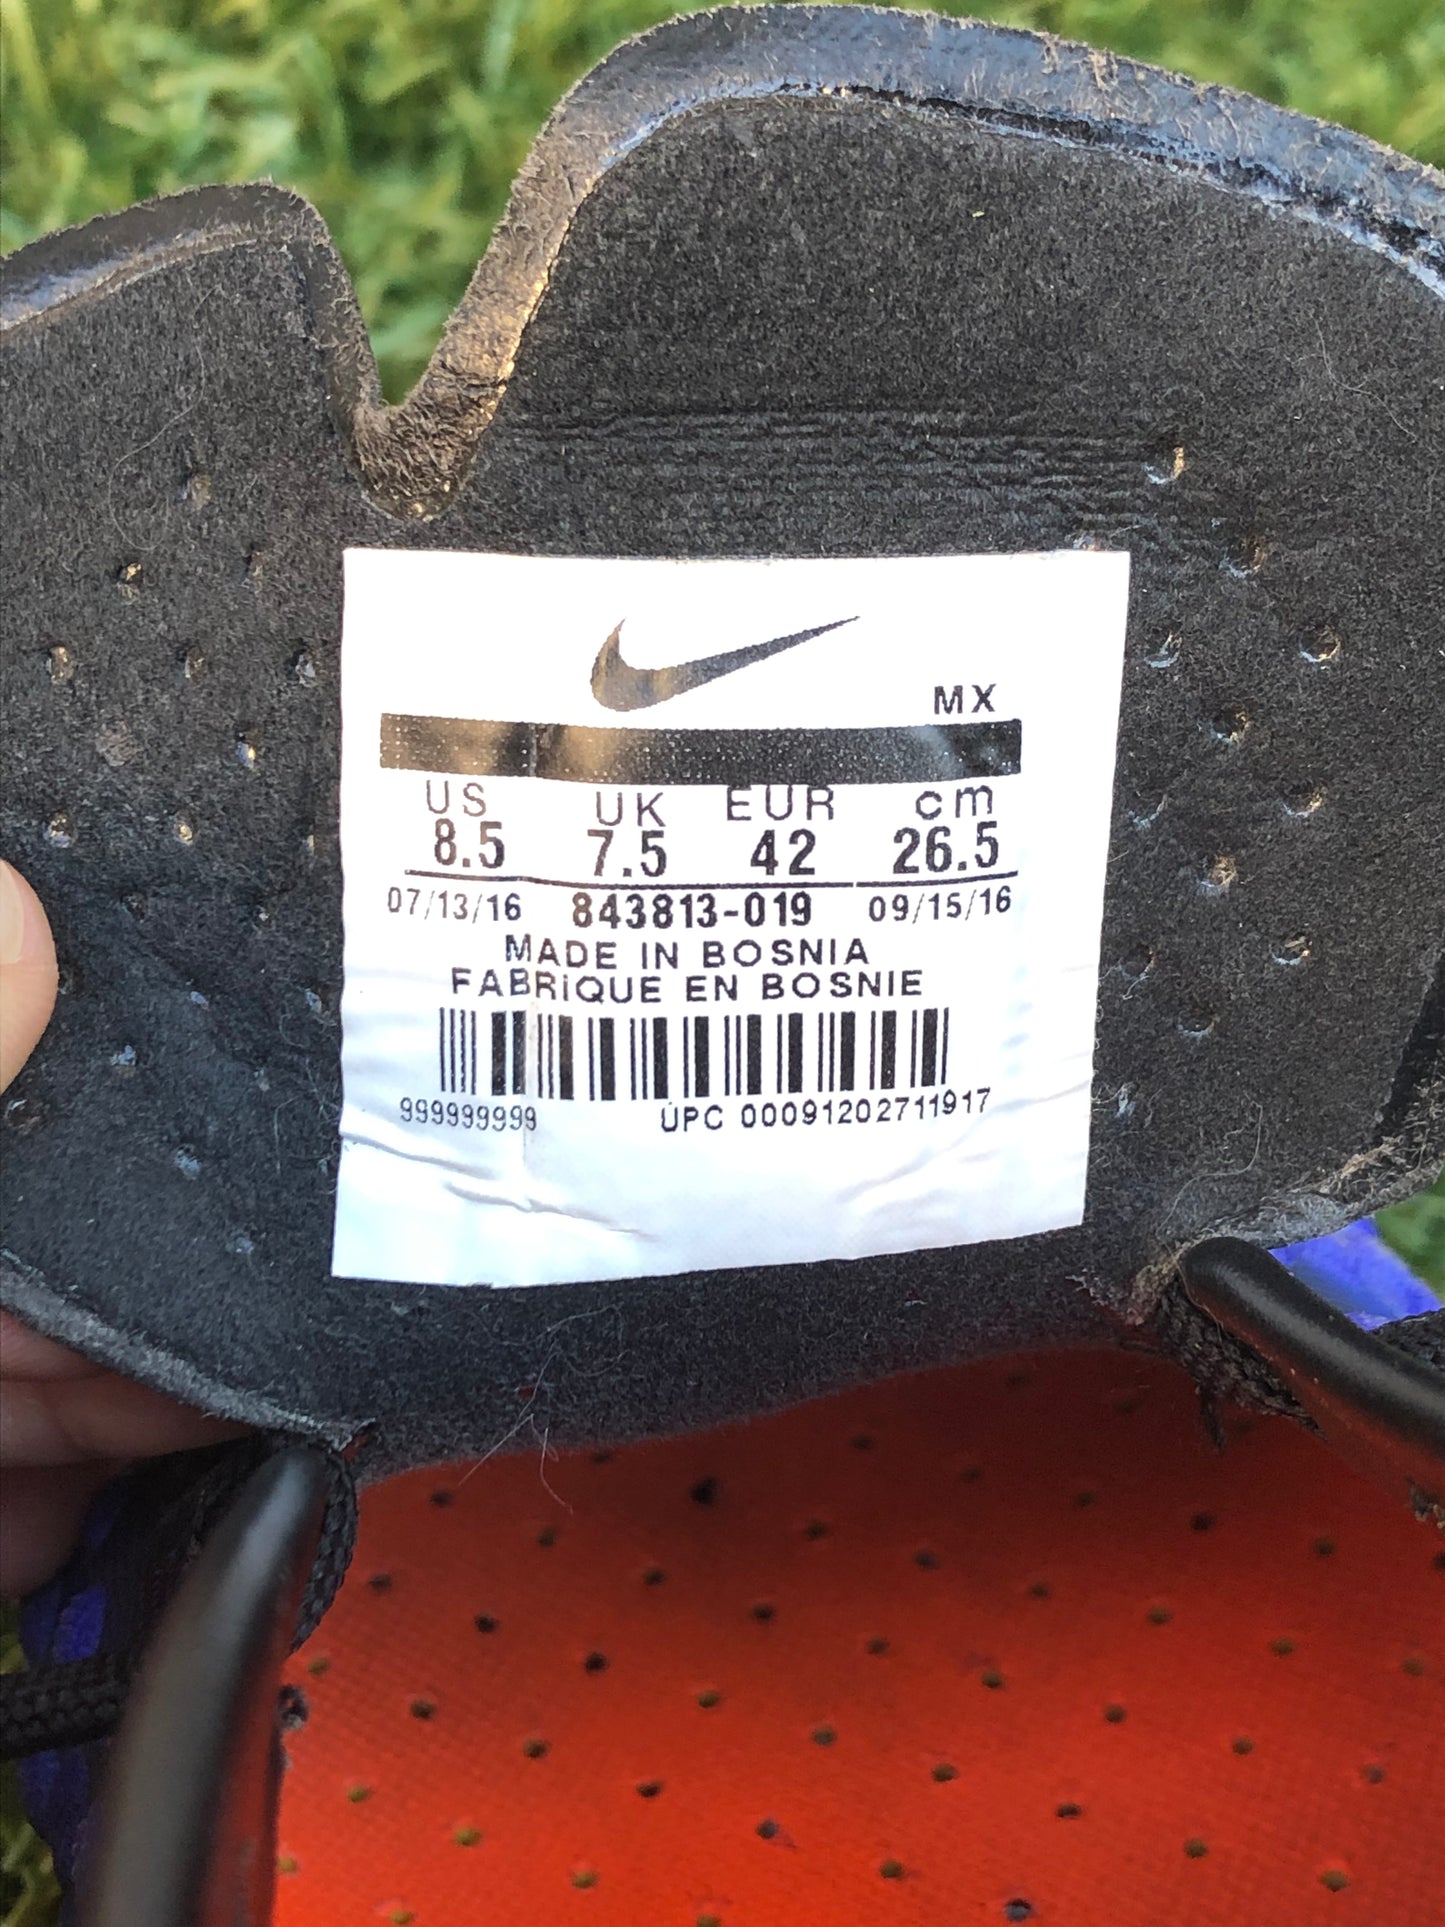 MX
US UK EUR cm
8.5 7.5 42 26.5
07/13/16 843813-019 09/15/16
MADE IN BOSNIA
FABRIQUE EN BOSNIE
999999999 UPC 00091202711917